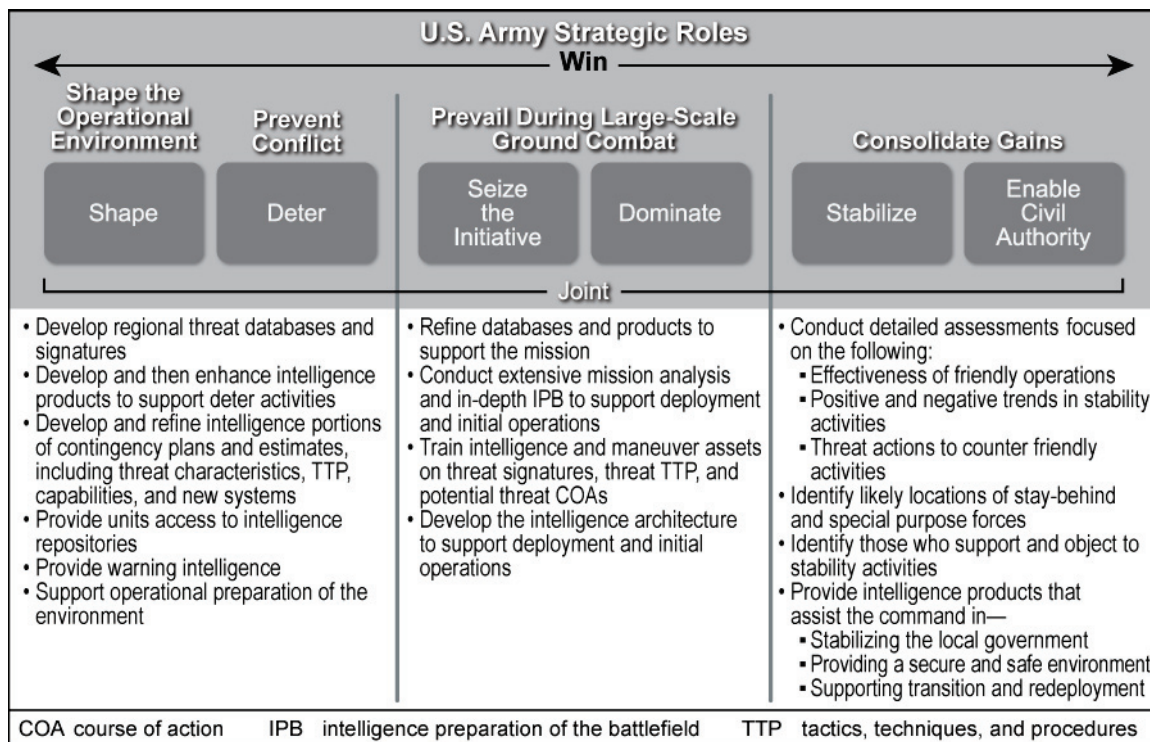 U.S. Army Strategic Roles
Win
Shape the
Operational
Environment
Prevent
Conflict
Prevail During Large-Scale
Ground Combat
Consolidate Gains
Shape
Deter
Seize
the
Initiative
Dominate
Stabilize
Enable
Civil
Authority
Joint
• Develop regional threat databases and
signatures
• Develop and then enhance intelligence
products to support deter activities
• Develop and refine intelligence portions
of contingency plans and estimates,
including threat characteristics, TTP,
capabilities, and new systems
• Provide units access to intelligence
repositories
• Provide warning intelligence
• Support operational preparation of the
environment
• Refine databases and products to
support the mission
• Conduct extensive mission analysis
and in-depth IPB to support deployment
and initial operations
• Train intelligence and maneuver assets
on threat signatures, threat TTP, and
potential threat COAs
• Develop the intelligence architecture
to support deployment and initial
operations
• Conduct detailed assessments focused
on the following:
▪ Effectiveness of friendly operations
▪ Positive and negative trends in stability
activities
▪ Threat actions to counter friendly
activities
• Identify likely locations of stay-behind
and special purpose forces
• Identify those who support and object to
stability activities
• Provide intelligence products that
assist the command in—
▪ Stabilizing the local government
▪ Providing a secure and safe environment
▪ Supporting transition and redeployment
COA course of action IPB intelligence preparation of the battlefield TTP tactics, techniques, and procedures